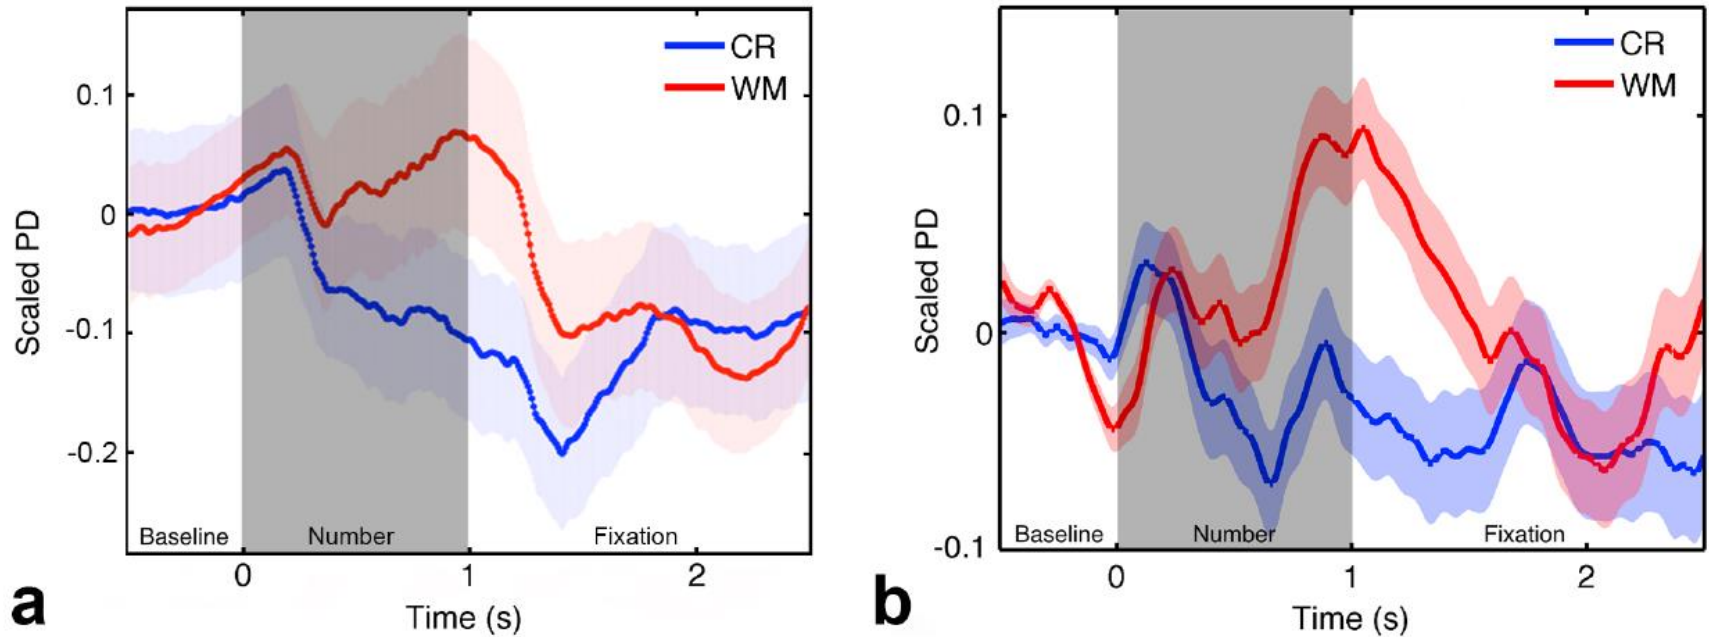 CR
WM
0.1
0
-0.1
-0.2
Scaled PD
Baseline Number Fixation
0 1 2
Time (s)
a
CR
WM
0.1
0
-0.1
Scaled PD
Baseline Number Fixation
0 1 2
Time (s)
b